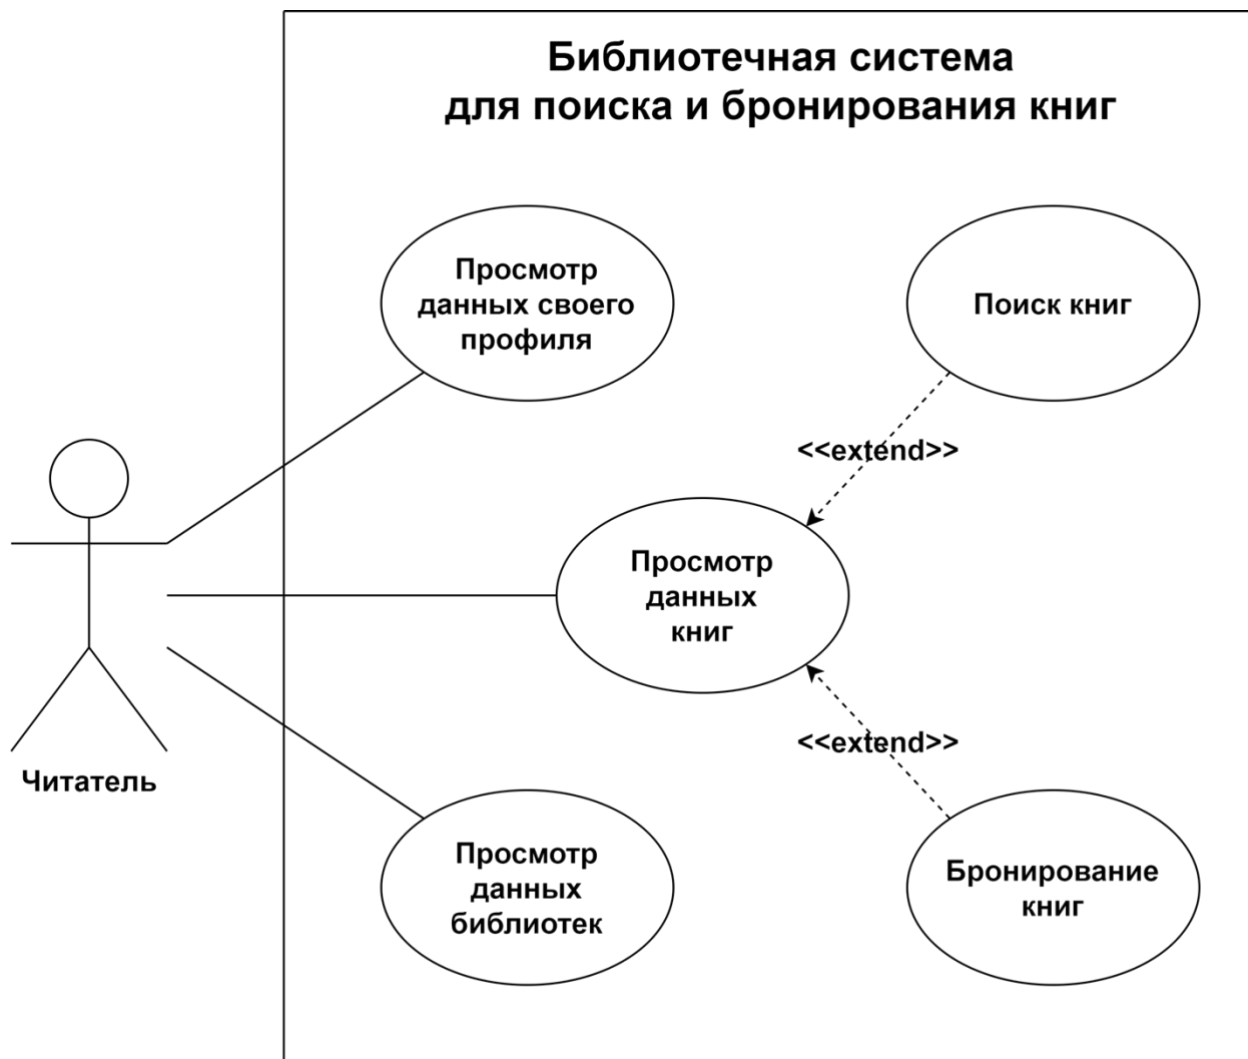 Библиотечная система
для поиска и бронирования книг
Просмотр
данных своего
профиля
Поиск книг
<<extend>>
Просмотр
данных
книг
<<extend>>
Читатель
Просмотр
данных
библиотек
Бронирование
книг